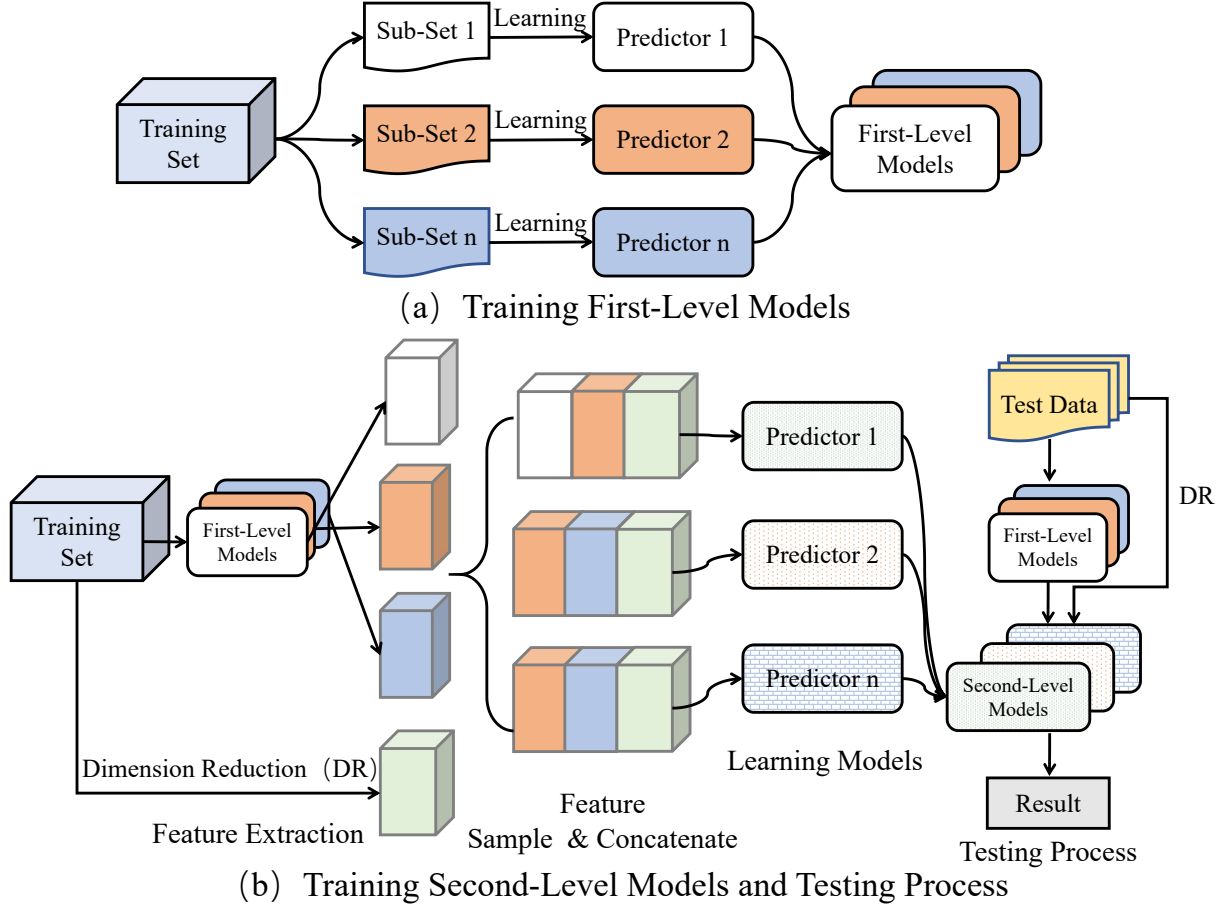 Sub-Set 1
Learning
Predictor 1
Training
Set
Sub-Set 2
Learning
Predictor 2
First-Level
Models
Sub-Set n
Learning
Predictor n
（a） Training First-Level Models
Training
Set
First-Level
Models
Dimension Reduction（DR）
Feature Extraction
Feature
Sample & Concatenate
Predictor 1
Predictor 2
Predictor n
Learning Models
Test Data
DR
First-Level
Models
Second-Level
Models
Result
Testing Process
（b） Training Second-Level Models and Testing Process